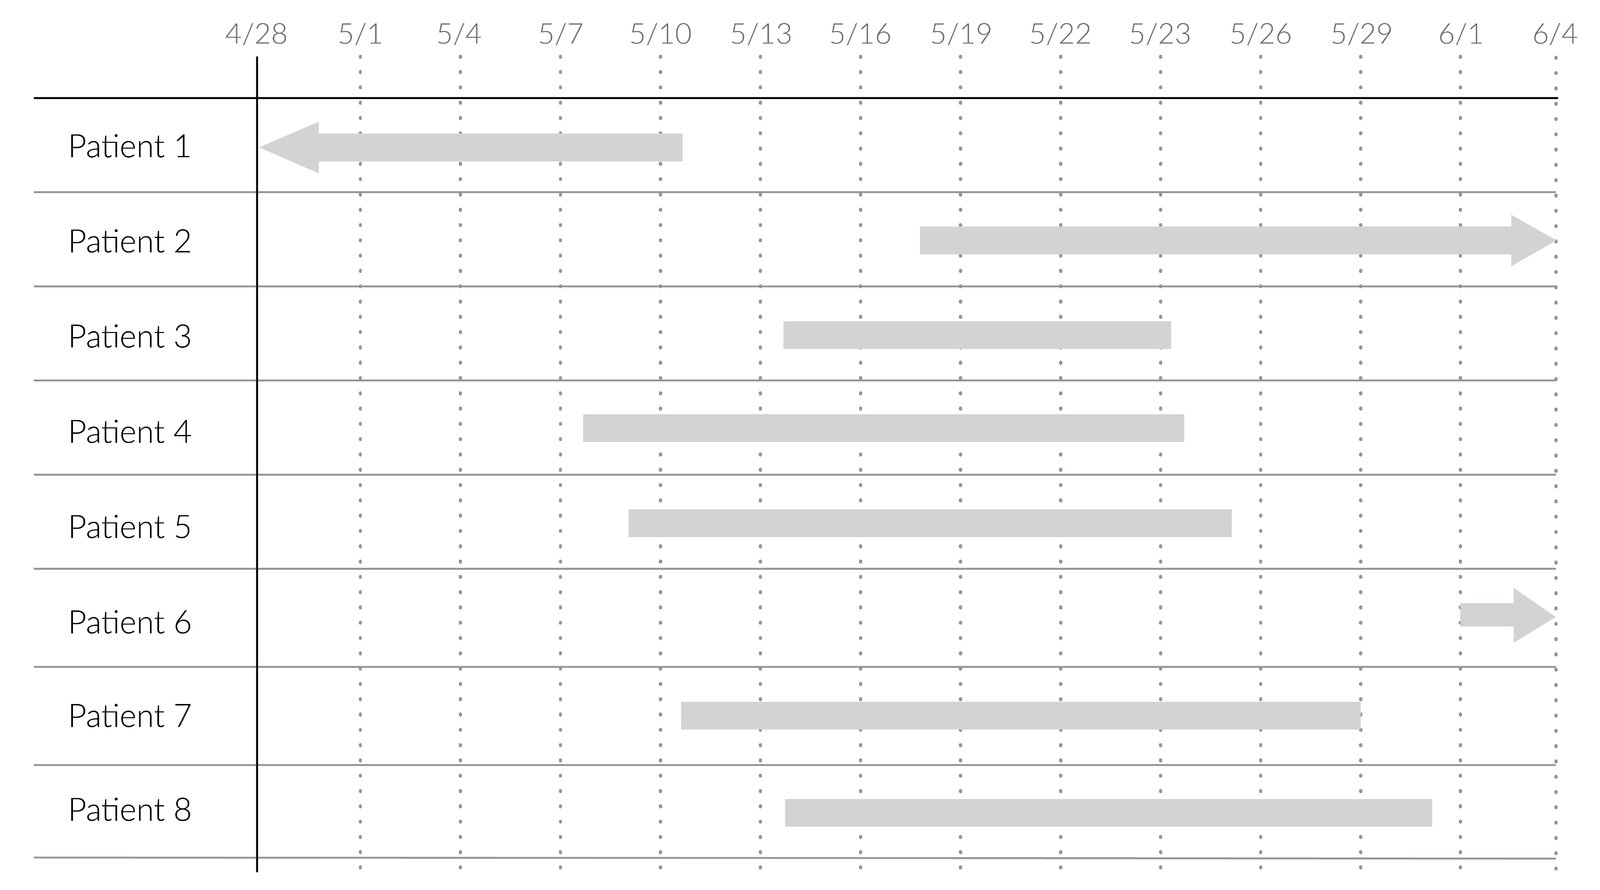 4/28 5/1 5/4 5/7 5/10 5/13 5/16 5/19 5/22 5/23 5/26 5/29 6/1 6/4
Patient 1
Patient 2
Patient 3
Patient 4
Patient 5
Patient 6
Patient 7
Patient 8